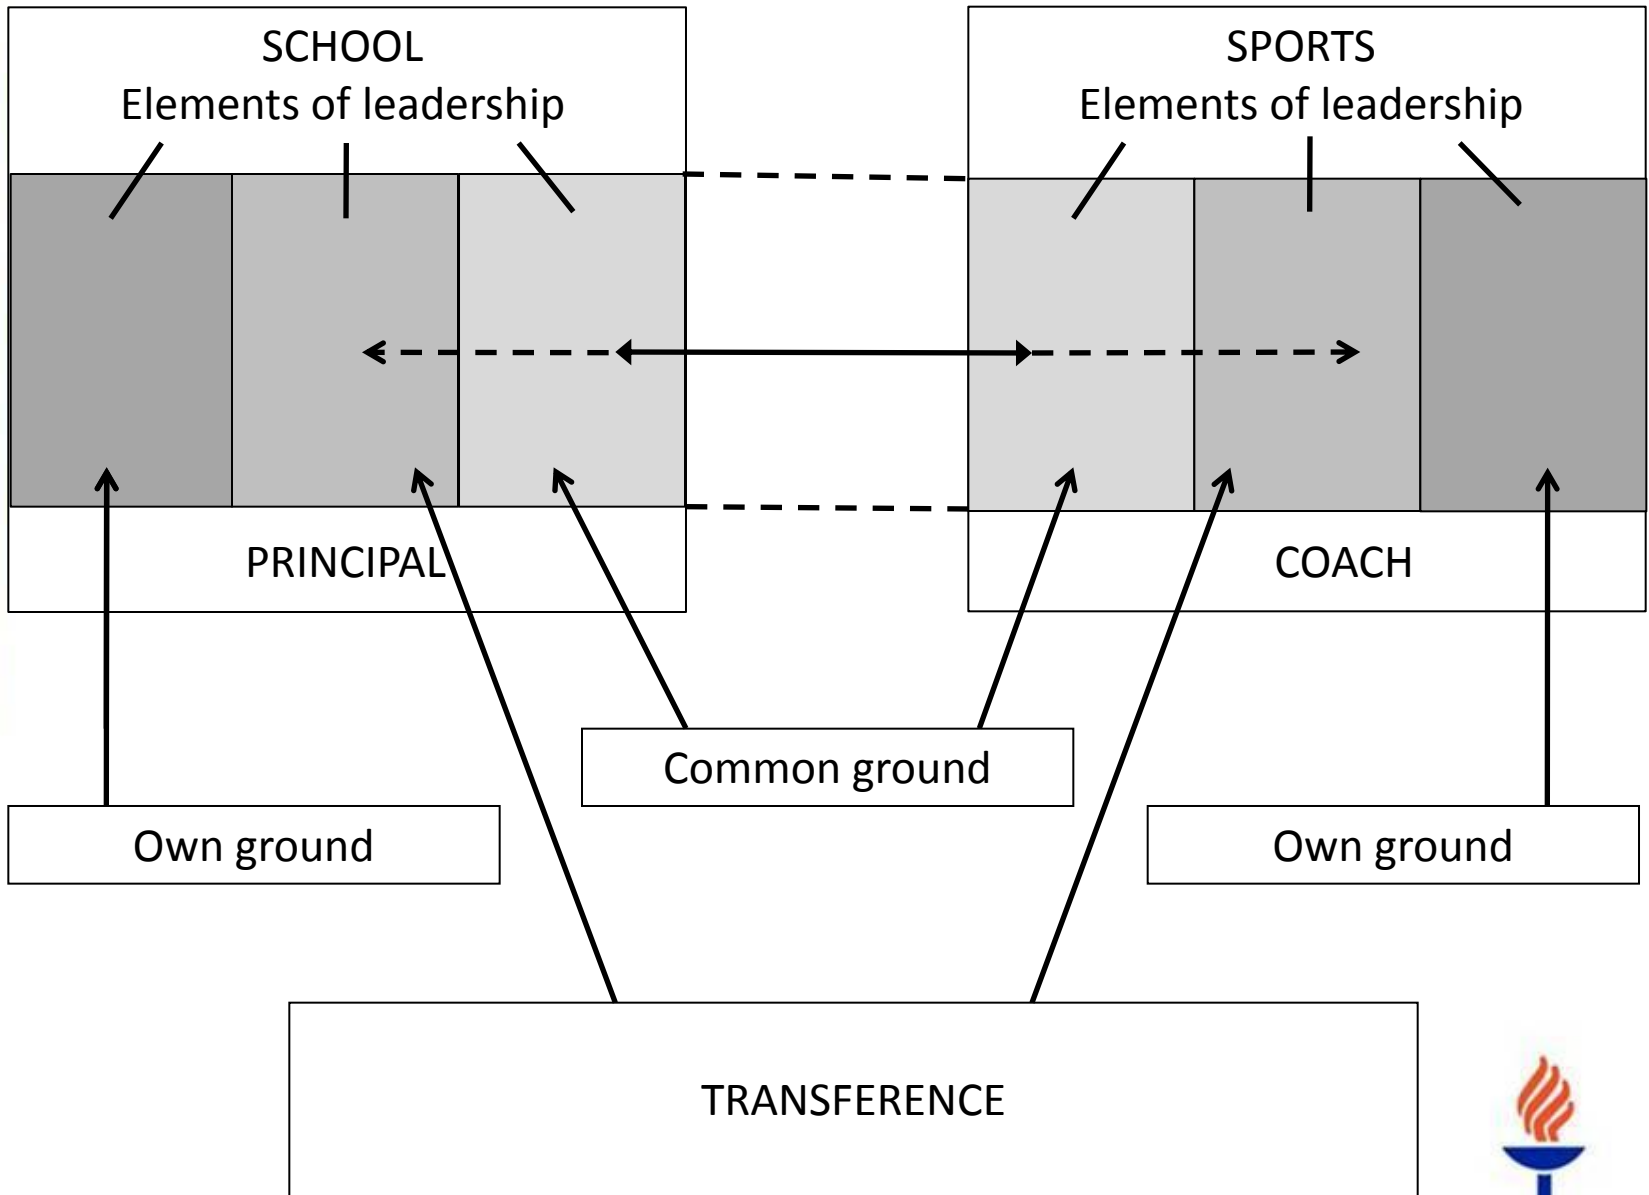 SCHOOL
Elements of leadership
SPORTS
Elements of leadership
PRINCIPAL
COACH
Common ground
Own ground
Own ground
TRANSFERENCE